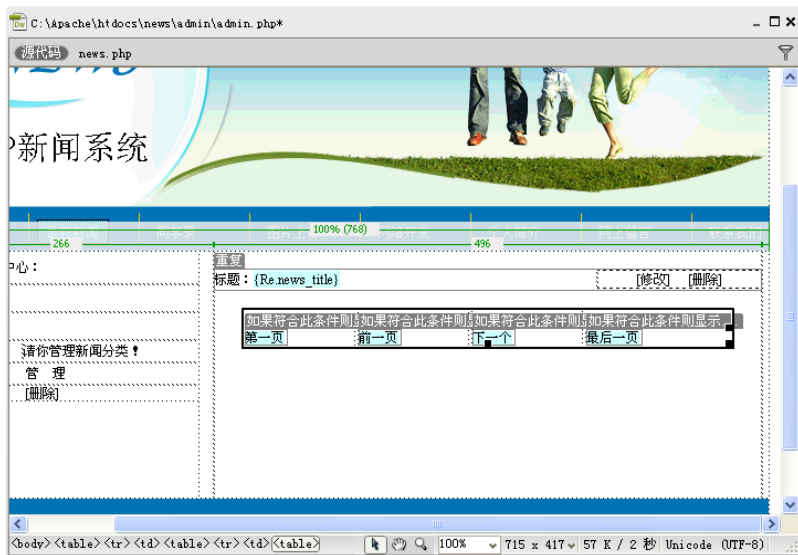 C:\Apache\htdocs\news\admin\admin.php*
源代码 news.php
新闻系统
100% (768)
266
496
中心：
重复
标题：{Re.news_title}
[修改] [删除]
如果符合此条件则 如果符合此条件则 如果符合此条件则 如果符合此条件则显示...
第一页 前一页 下一个 最后一页
请你管理新闻分类！
管 理
[删除]
<body><table><tr><td><table><tr><td><table>
100% 715 x 417 57 K / 2 秒 Unicode (UTF-8)